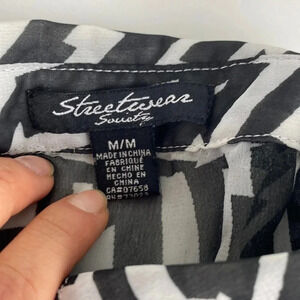 Streetwear
Society
M/M
MADE IN CHINA
FABRIQUÉ
EN CHINE
HECHO EN
CHINA
CA#07658